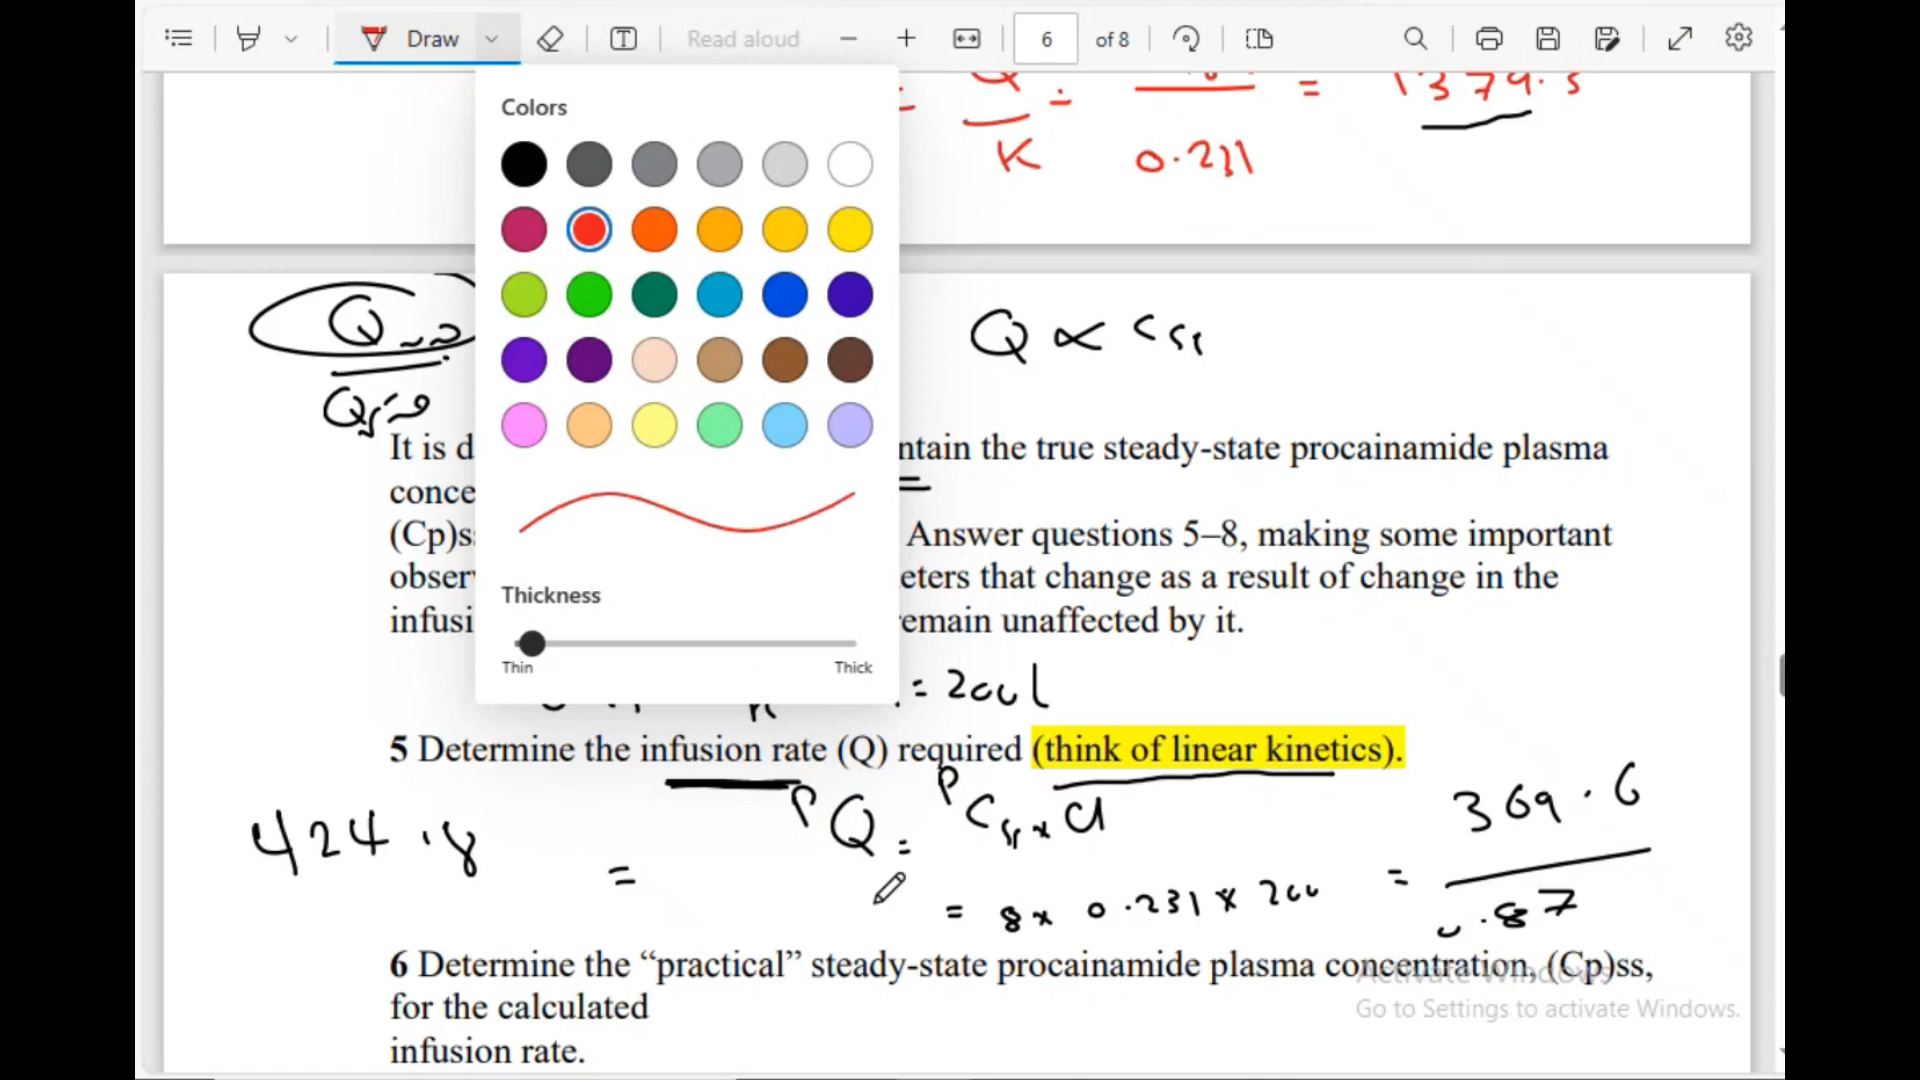 Draw Read aloud 6 of 8
= Q/K = = 1379.5
K 0.231
Colors
Q Q ∝ Css
It is d ntain the true steady-state procainamide plasma
conce
(Cp)s Answer questions 5–8, making some important
obser eters that change as a result of change in the
infusi emain unaffected by it.
Thickness
Thin Thick
= 200 l
5 Determine the infusion rate (Q) required (think of linear kinetics).
424.8 = Q = Css × Cl
= 8 × 0.231 × 200 = 369.6
0.87
6 Determine the “practical” steady-state procainamide plasma concentration, (Cp)ss,
for the calculated
infusion rate.
Activate Windows
Go to Settings to activate Windows.